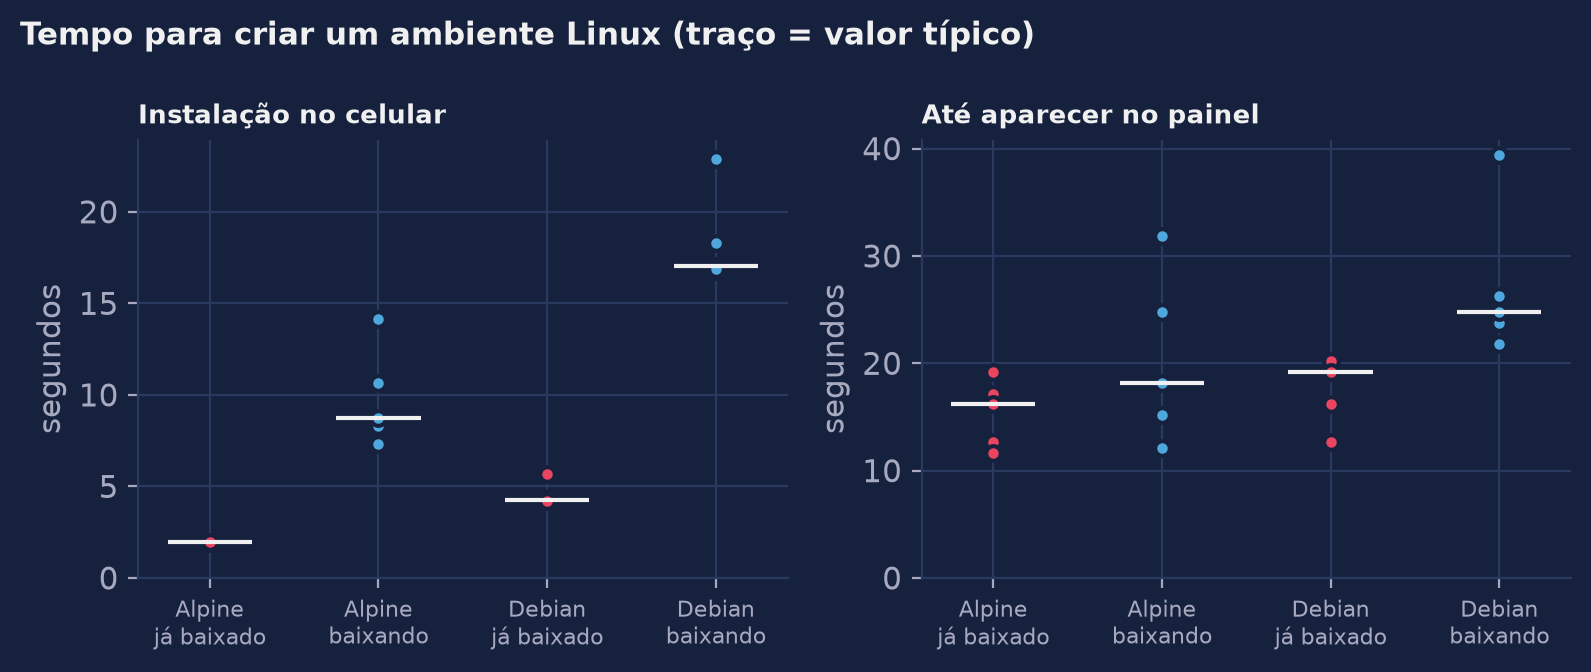 Tempo para criar um ambiente Linux (traço = valor típico)
Instalação no celular
segundos
20
15
10
5
0
Alpine
já baixado
Alpine
baixando
Debian
já baixado
Debian
baixando
Até aparecer no painel
segundos
40
30
20
10
0
Alpine
já baixado
Alpine
baixando
Debian
já baixado
Debian
baixando